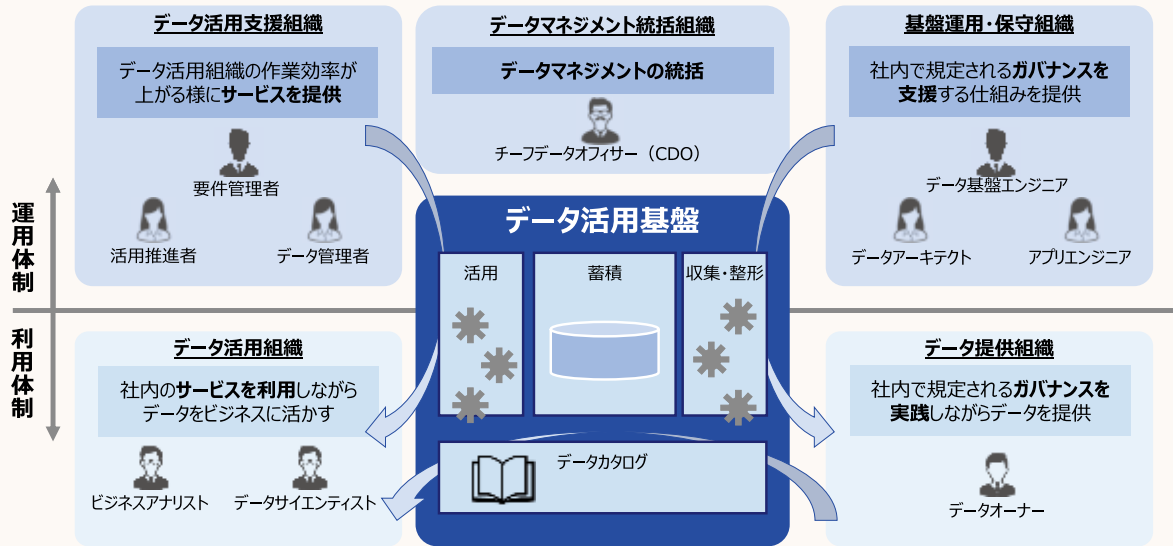 データ活用支援組織
データ活用組織の作業効率が
上がる様にサービスを提供
要件管理者
活用推進者
データ管理者
データマネジメント統括組織
データマネジメントの統括
チーフデータオフィサー（CDO）
基盤運用・保守組織
社内で規定されるガバナンスを
支援する仕組みを提供
データ基盤エンジニア
データアーキテクト
アプリエンジニア
運用体制
利用体制
データ活用基盤
活用
蓄積
収集・整形
データカタログ
データ活用組織
社内のサービスを利用しながら
データをビジネスに活かす
ビジネスアナリスト
データサイエンティスト
データ提供組織
社内で規定されるガバナンスを
実践しながらデータを提供
データオーナー